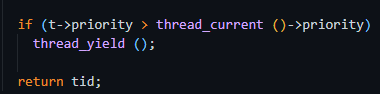 if (t->priority > thread_current ()->priority)
thread_yield ();
return tid;